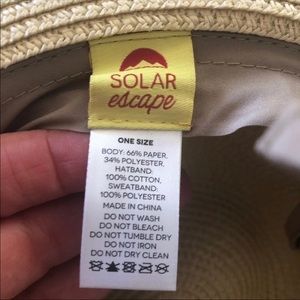 SOLAR
escape
ONE SIZE
BODY: 66% PAPER,
34% POLYESTER,
HATBAND:
100% COTTON,
SWEATBAND:
100% POLYESTER
MADE IN CHINA
DO NOT WASH
DO NOT BLEACH
DO NOT TUMBLE DRY
DO NOT IRON
DO NOT DRY CLEAN